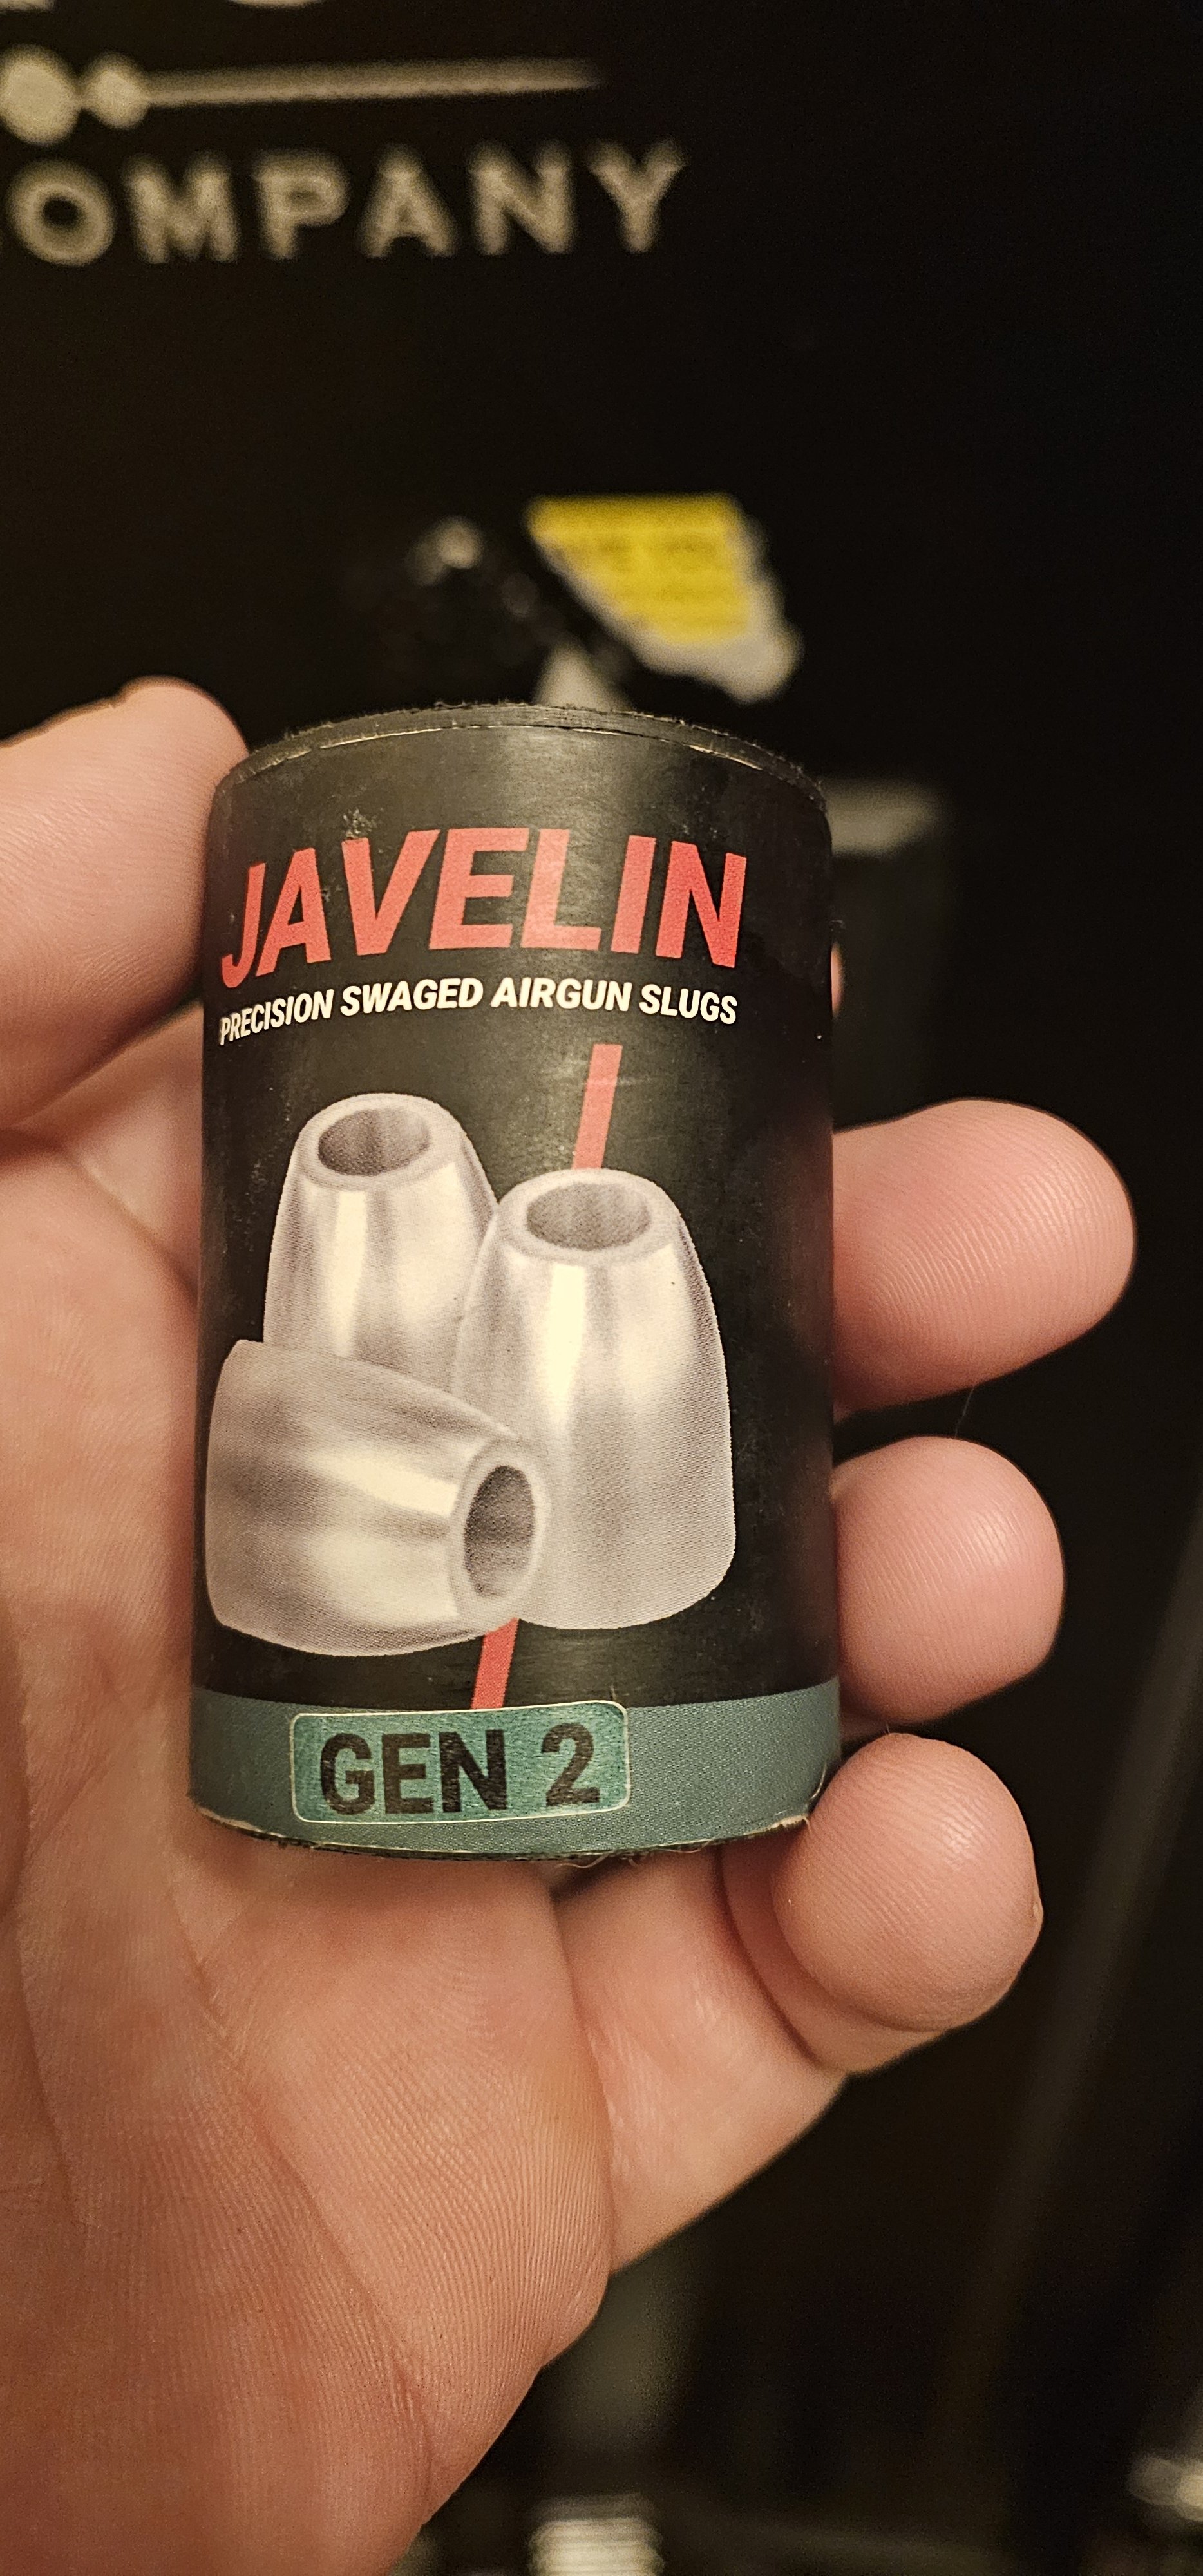 OMPANY
JAVELIN
PRECISION SWAGED AIRGUN SLUGS
GEN 2